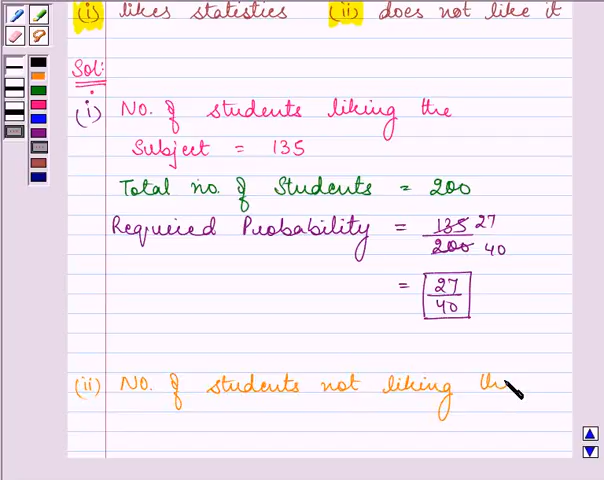 (i) likes statistics (ii) does not like it
Sol:
(i) No. of students liking the
Subject = 135
Total no. of Students = 200
Required Probability = 135 27
200 40
= 27
40
(ii) No. of students not liking the